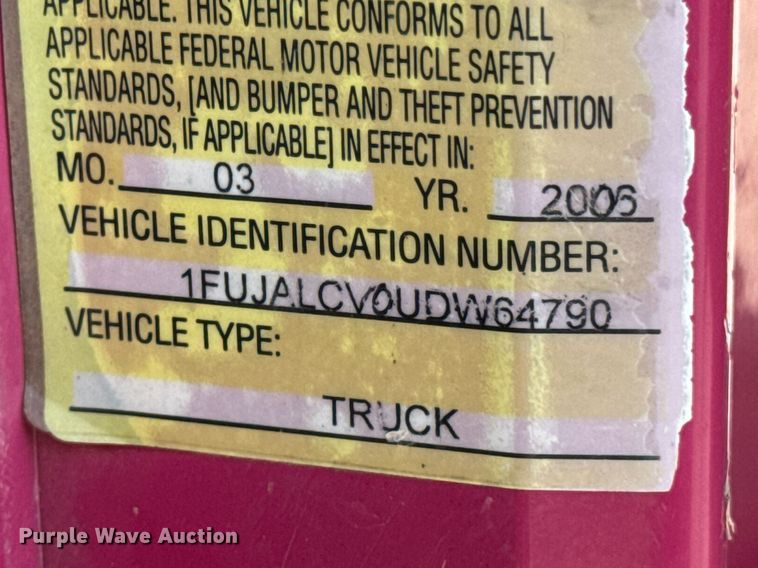 APPLICABLE. THIS VEHICLE CONFORMS TO ALL
APPLICABLE FEDERAL MOTOR VEHICLE SAFETY
STANDARDS, [AND BUMPER AND THEFT PREVENTION
STANDARDS, IF APPLICABLE] IN EFFECT IN:
MO. 03 YR. 2006
VEHICLE IDENTIFICATION NUMBER:
1FUJALCV0UDW64790
VEHICLE TYPE:
TRUCK
Purple Wave Auction